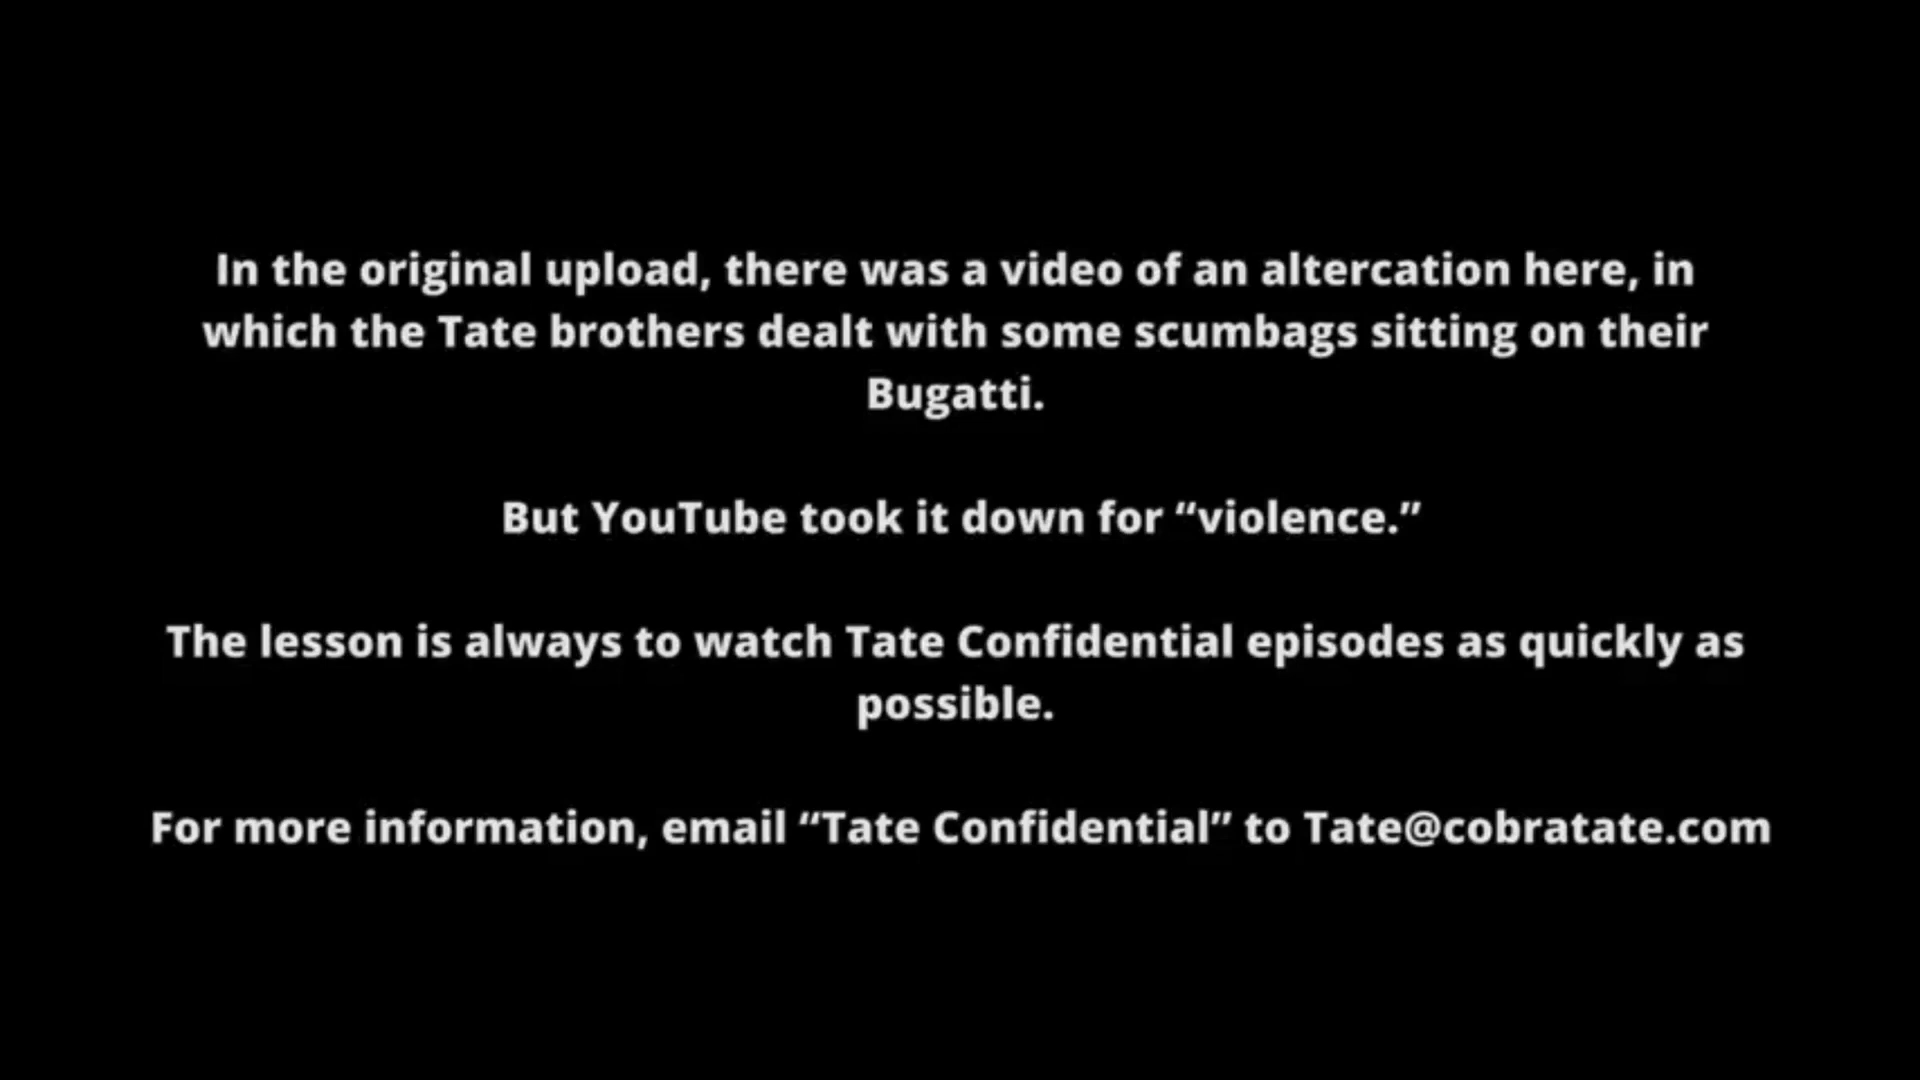 In the original upload, there was a video of an altercation here, in
which the Tate brothers dealt with some scumbags sitting on their
Bugatti.
But YouTube took it down for “violence.”
The lesson is always to watch Tate Confidential episodes as quickly as
possible.
For more information, email “Tate Confidential” to Tate@cobratate.com